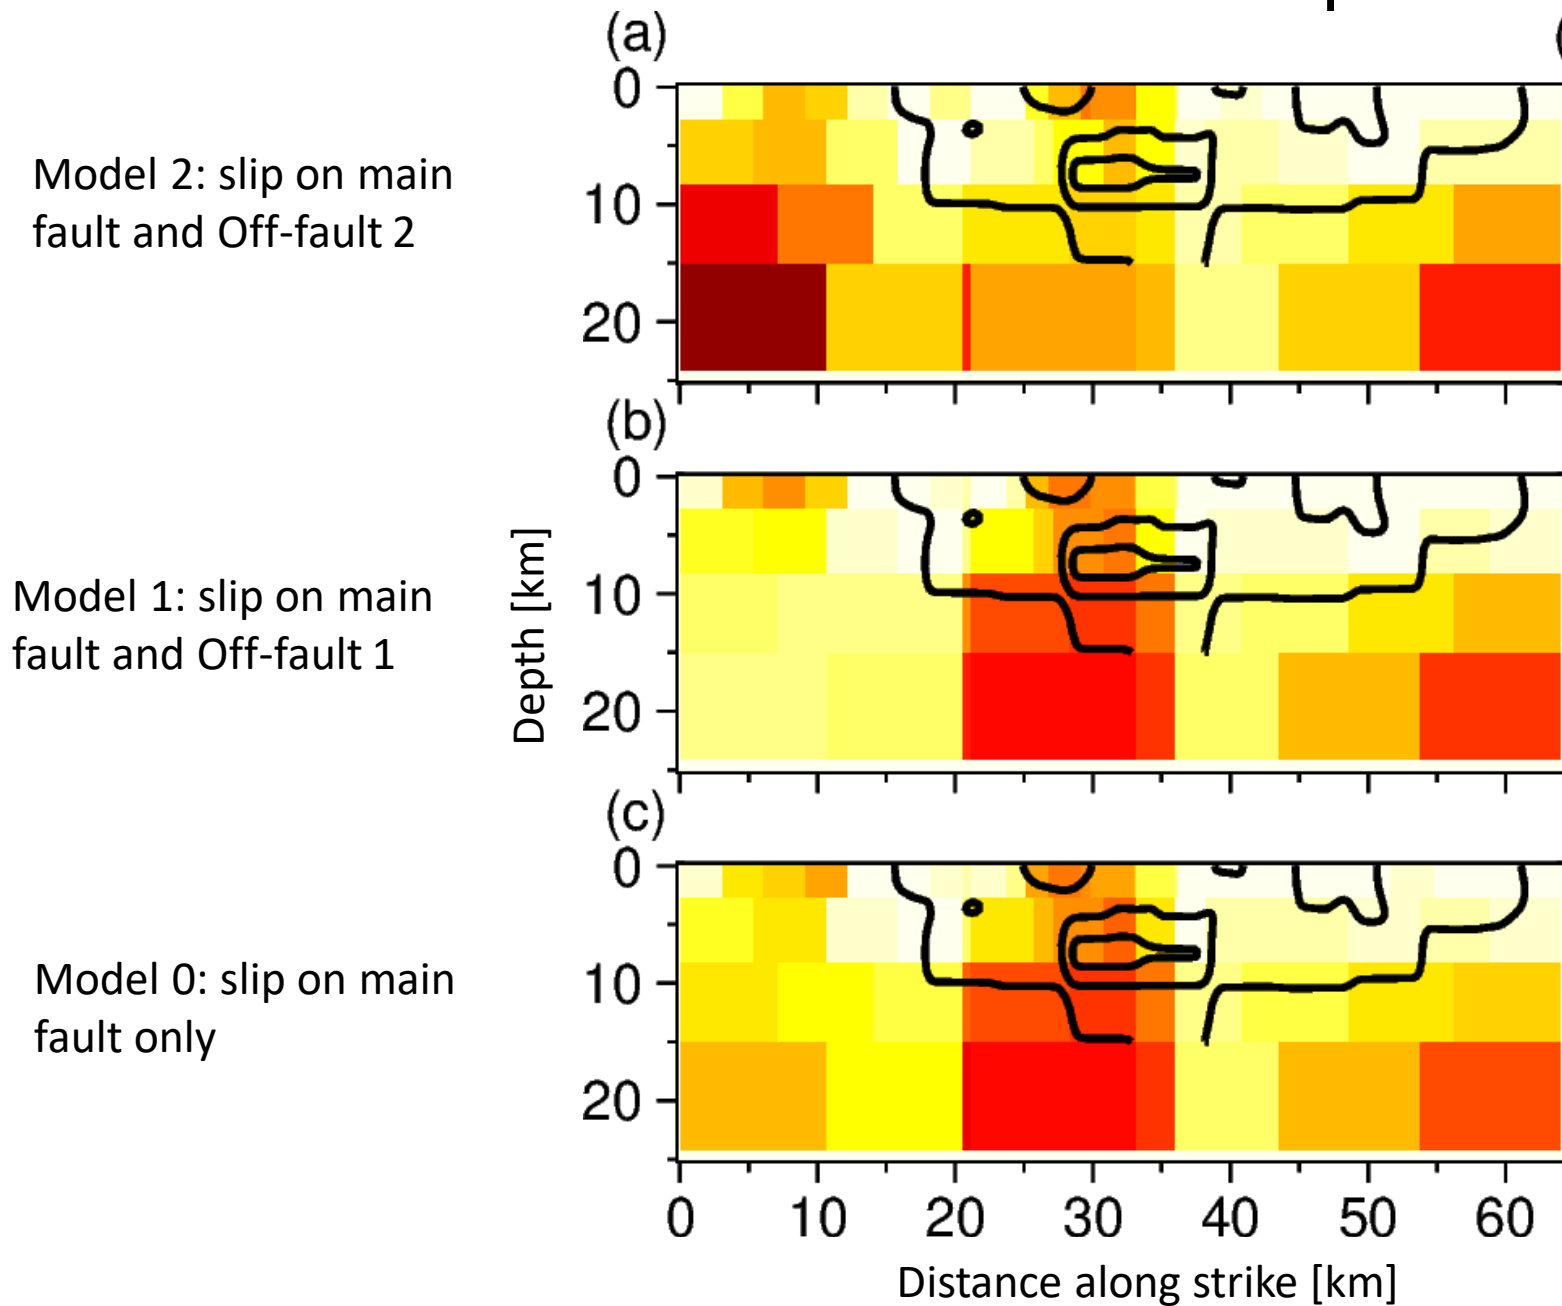 (a)
0
10
20
Model 2: slip on main
fault and Off-fault 2
(b)
0
10
20
Depth [km]
Model 1: slip on main
fault and Off-fault 1
(c)
0
10
20
Model 0: slip on main
fault only
0 10 20 30 40 50 60
Distance along strike [km]